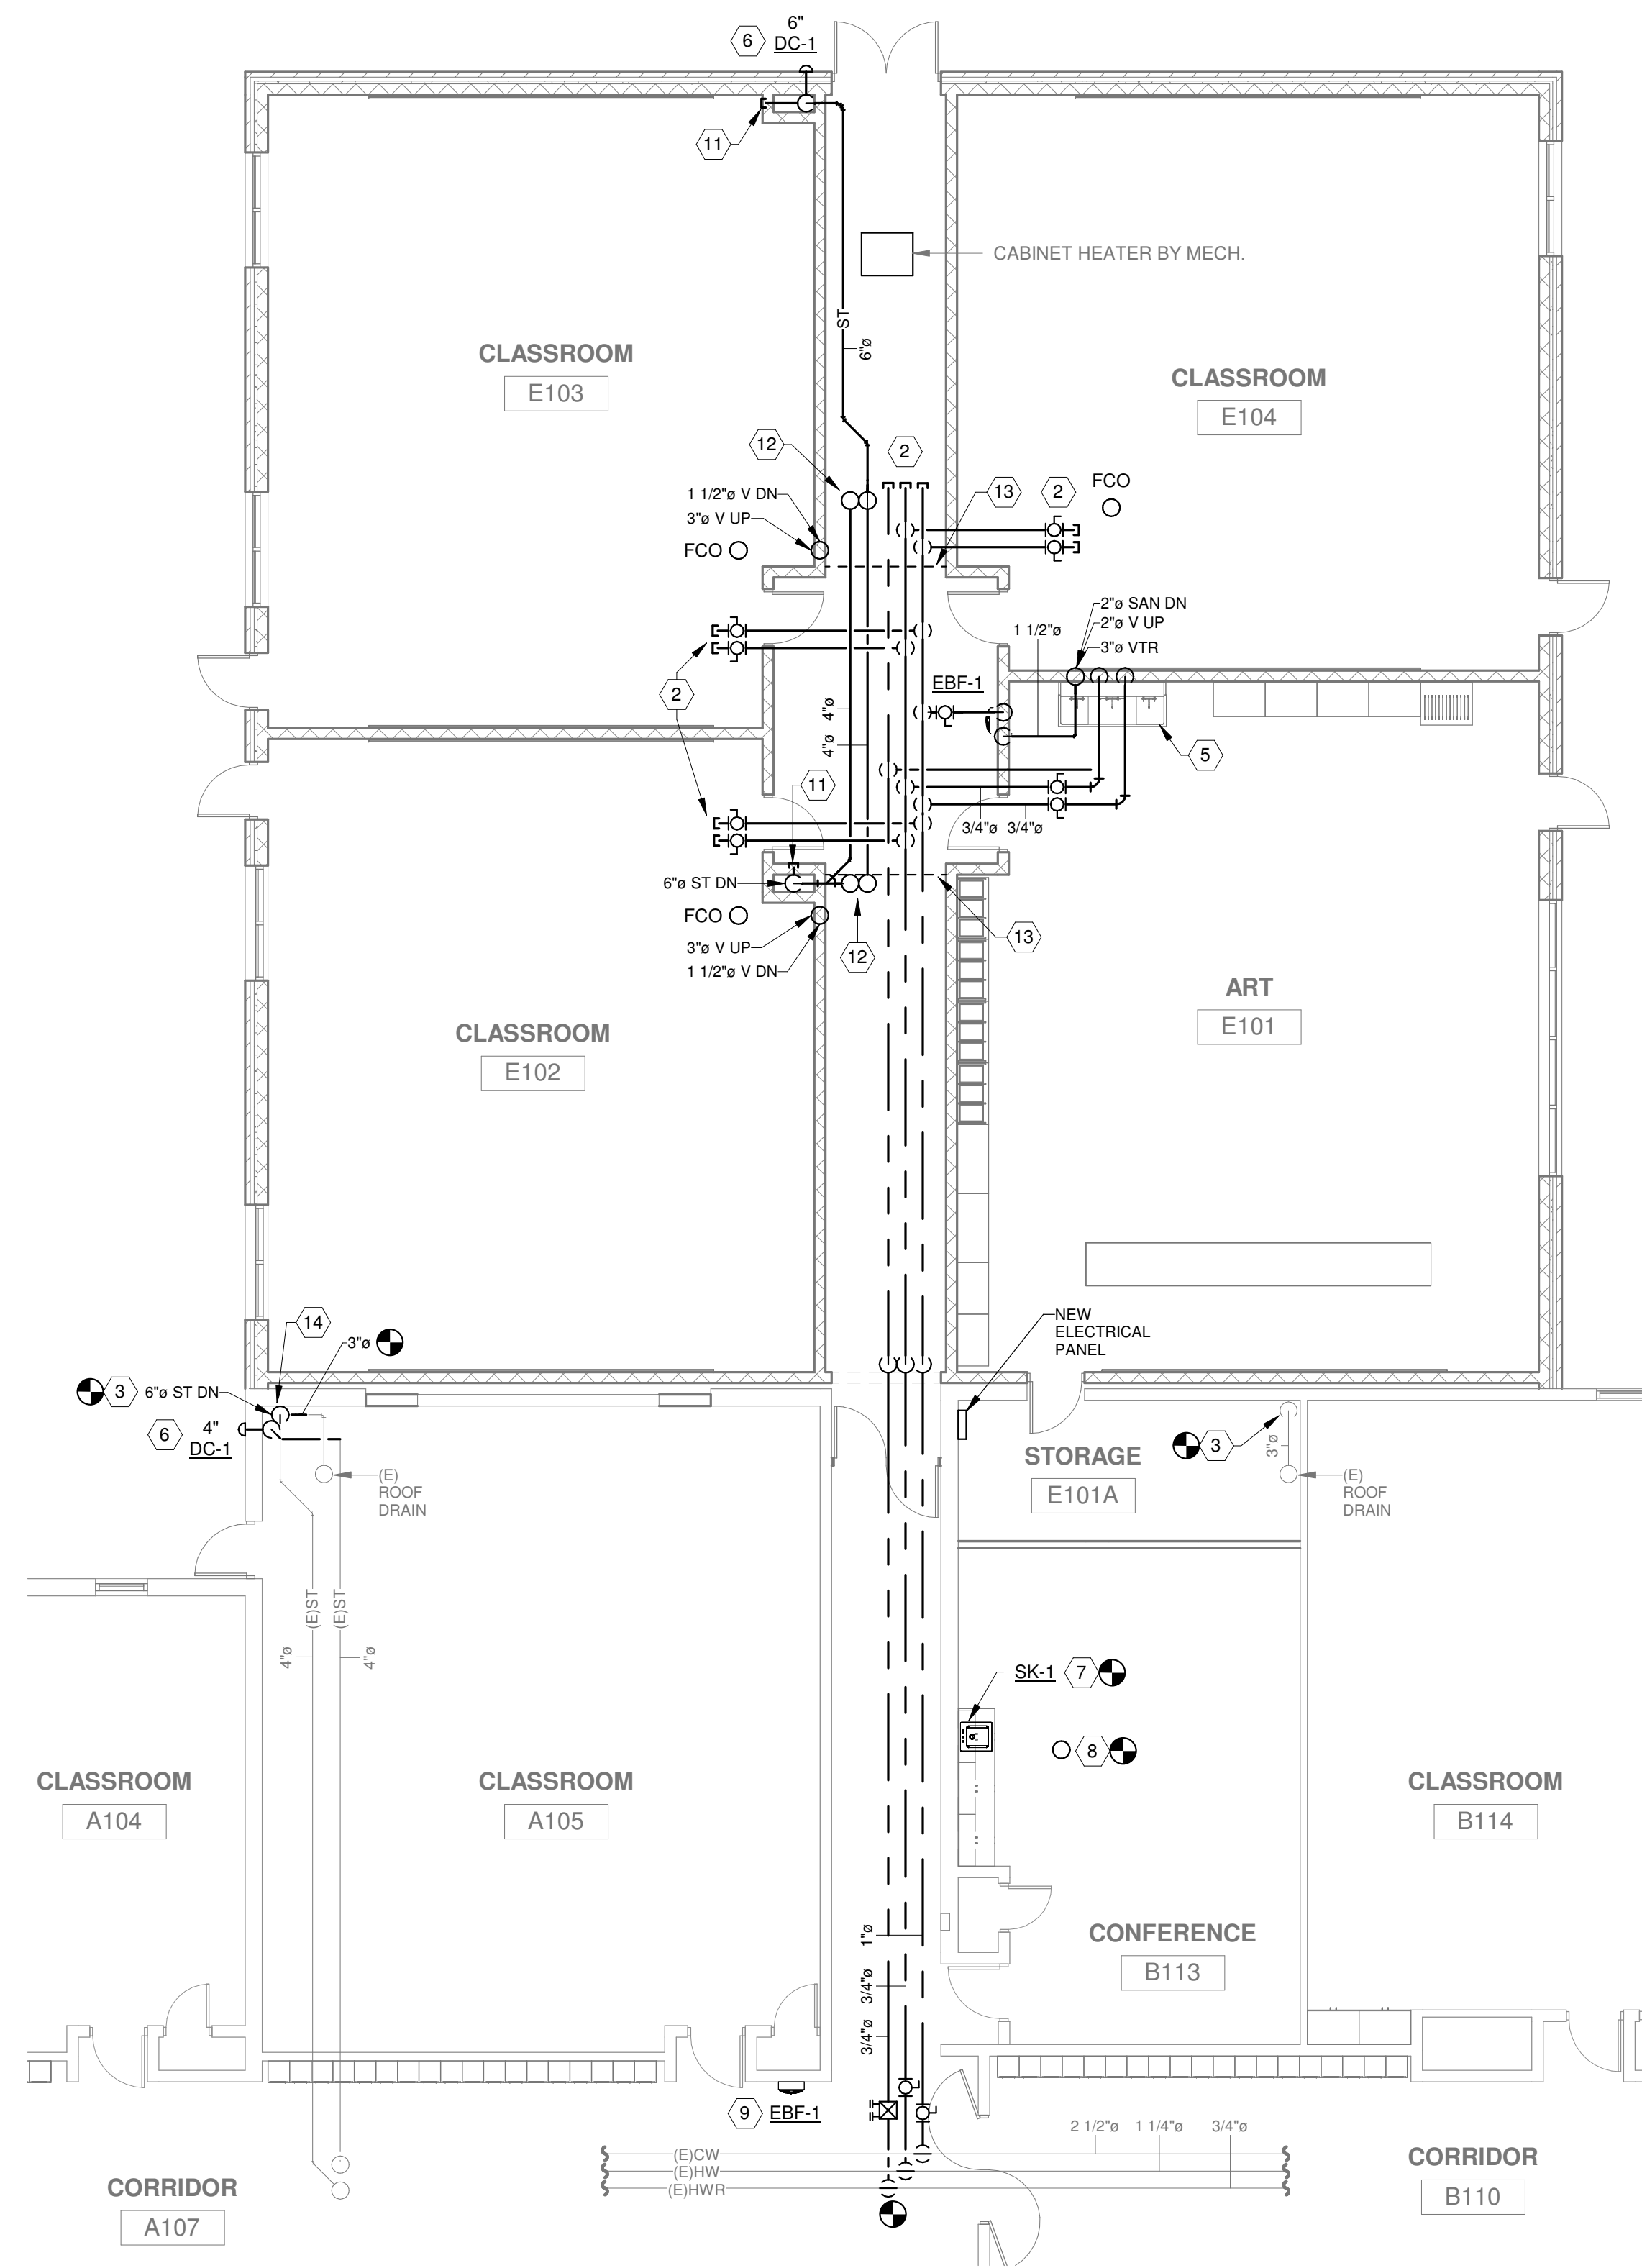 6"
6
DC-1
11
CABINET HEATER BY MECH.
ST
6"ø
CLASSROOM
E103
CLASSROOM
E104
12
2
1 1/2"ø V DN
3"ø V UP
FCO
13
2
FCO
2"ø SAN DN
2"ø V UP
3"ø VTR
1 1/2"ø
2
EBF-1
4"ø
4"ø
5
11
3/4"ø
3/4"ø
6"ø ST DN
FCO
3"ø V UP
1 1/2"ø V DN
12
13
ART
E101
CLASSROOM
E102
14
3"ø
NEW
ELECTRICAL
PANEL
3
6"ø ST DN
6
4"
DC-1
(E)
ROOF
DRAIN
STORAGE
E101A
3
3"ø
(E)
ROOF
DRAIN
(E)ST
(E)ST
4"ø
4"ø
SK-1
7
8
CLASSROOM
A104
CLASSROOM
A105
CLASSROOM
B114
1"ø
3/4"ø
3/4"ø
CONFERENCE
B113
9
EBF-1
2 1/2"ø
1 1/4"ø
3/4"ø
(E)CW
(E)HW
(E)HWR
CORRIDOR
A107
CORRIDOR
B110